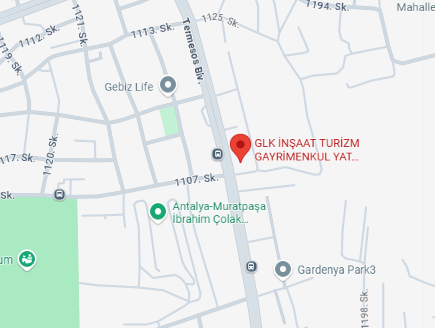 1125. Sk.
1194. Sk.
Mahalle
1113. Sk.
1121. Sk.
1112. Sk.
1119. Sk.
Termesos Blv.
Gebiz Life
GLK İNŞAAT TURİZM
GAYRİMENKUL YAT...
1120. Sk.
117. Sk.
1107. Sk.
Antalya-Muratpaşa
İbrahim Çolak...
um
Gardenya Park3
1198. Sk.